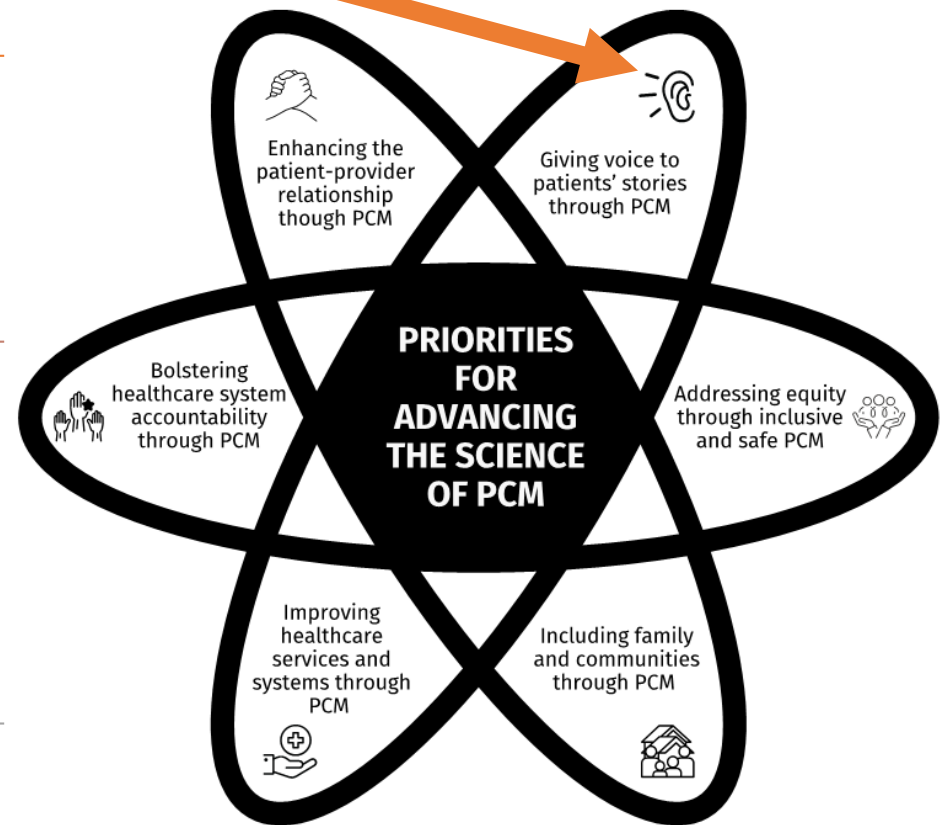 Enhancing the
patient-provider
relationship
though PCM
Giving voice to
patients' stories
through PCM
Bolstering
healthcare system
accountability
through PCM
PRIORITIES
FOR
ADVANCING
THE SCIENCE
OF PCM
Addressing equity
through inclusive
and safe PCM
Improving
healthcare
services and
systems through
PCM
Including family
and communities
through PCM